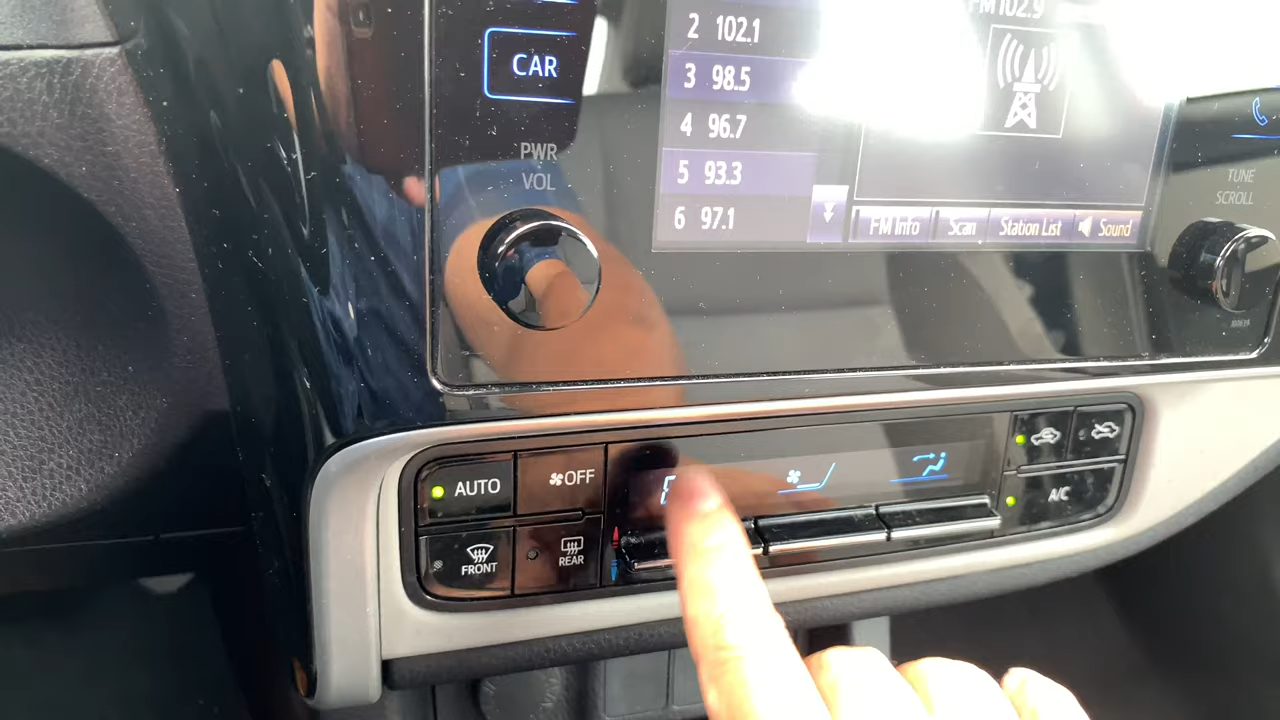 FM102.9
2 102.1
CAR
3 98.5
4 96.7
PWR
VOL
5 93.3
TUNE
SCROLL
6 97.1
FM Info Scan Station List Sound
AUTO
OFF
A/C
FRONT
REAR